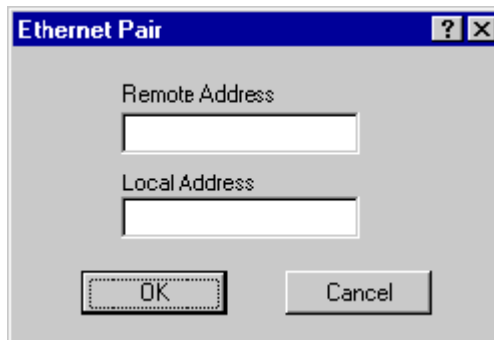 Ethernet Pair
Remote Address
Local Address
OK
Cancel